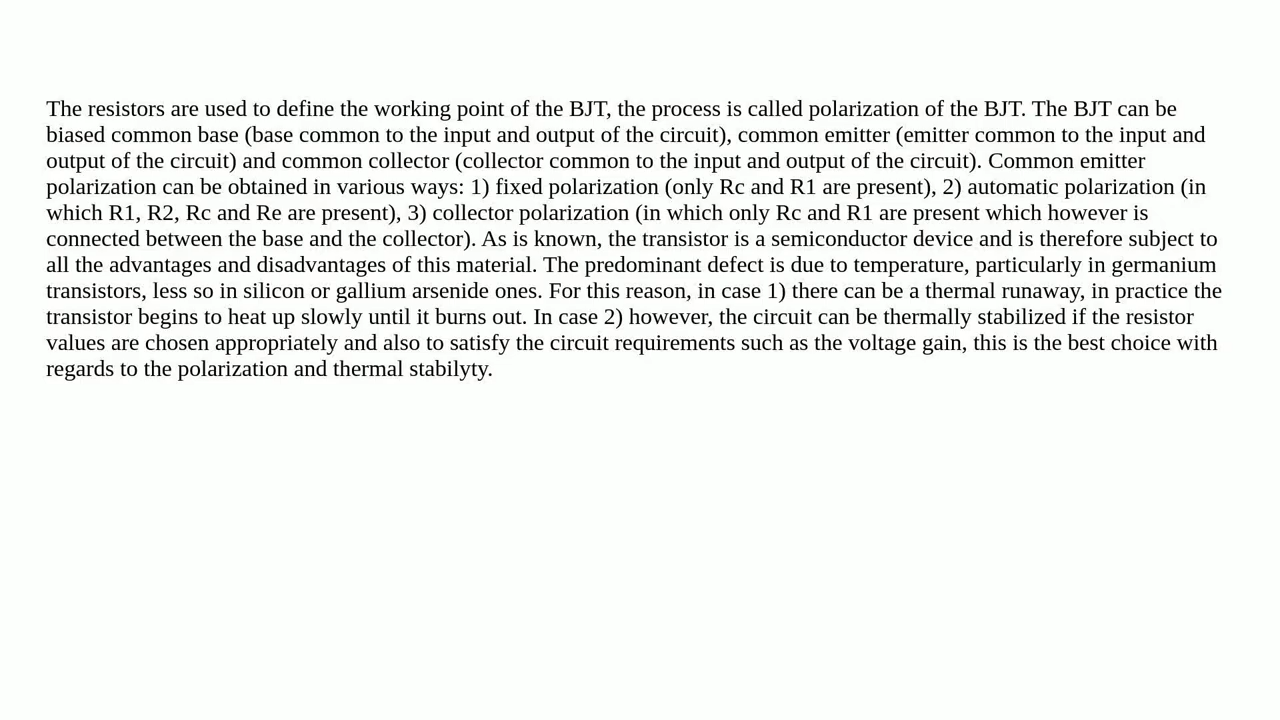 The resistors are used to define the working point of the BJT, the process is called polarization of the BJT. The BJT can be
biased common base (base common to the input and output of the circuit), common emitter (emitter common to the input and
output of the circuit) and common collector (collector common to the input and output of the circuit). Common emitter
polarization can be obtained in various ways: 1) fixed polarization (only Rc and R1 are present), 2) automatic polarization (in
which R1, R2, Rc and Re are present), 3) collector polarization (in which only Rc and R1 are present which however is
connected between the base and the collector). As is known, the transistor is a semiconductor device and is therefore subject to
all the advantages and disadvantages of this material. The predominant defect is due to temperature, particularly in germanium
transistors, less so in silicon or gallium arsenide ones. For this reason, in case 1) there can be a thermal runaway, in practice the
transistor begins to heat up slowly until it burns out. In case 2) however, the circuit can be thermally stabilized if the resistor
values are chosen appropriately and also to satisfy the circuit requirements such as the voltage gain, this is the best choice with
regards to the polarization and thermal stabilyty.